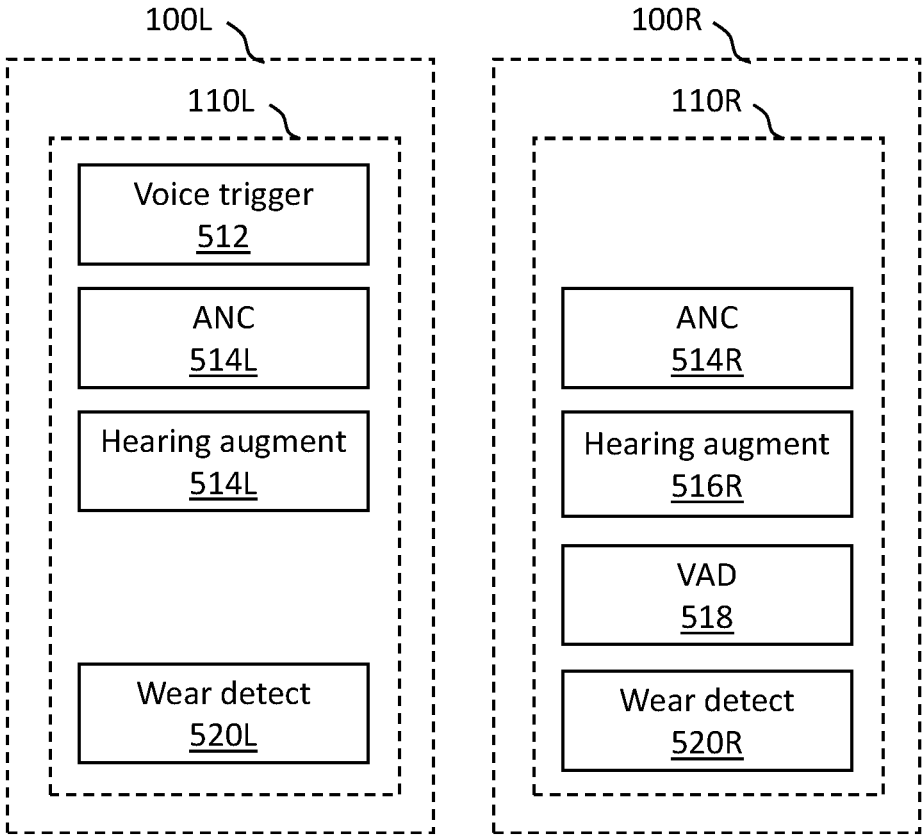 100L
110L
Voice trigger
512
ANC
514L
Hearing augment
514L
Wear detect
520L
100R
110R
ANC
514R
Hearing augment
516R
VAD
518
Wear detect
520R